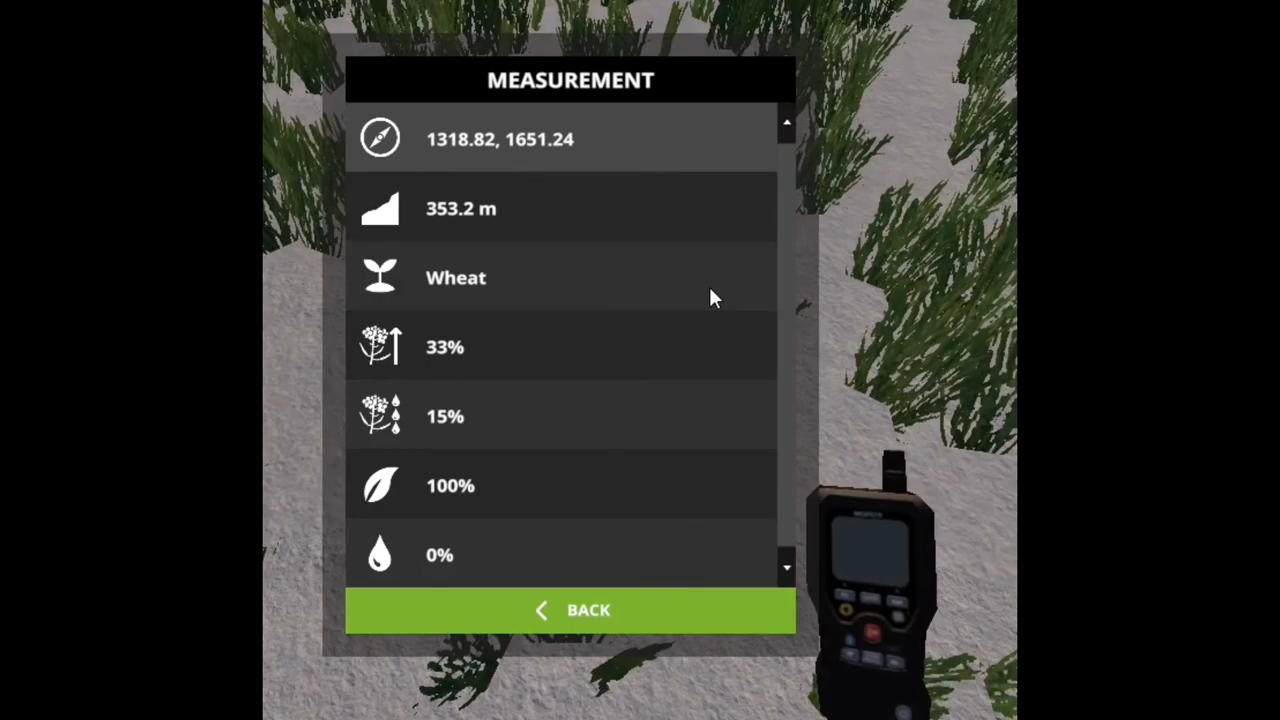 MEASUREMENT
1318.82, 1651.24
353.2 m
Wheat
33%
15%
100%
0%
BACK